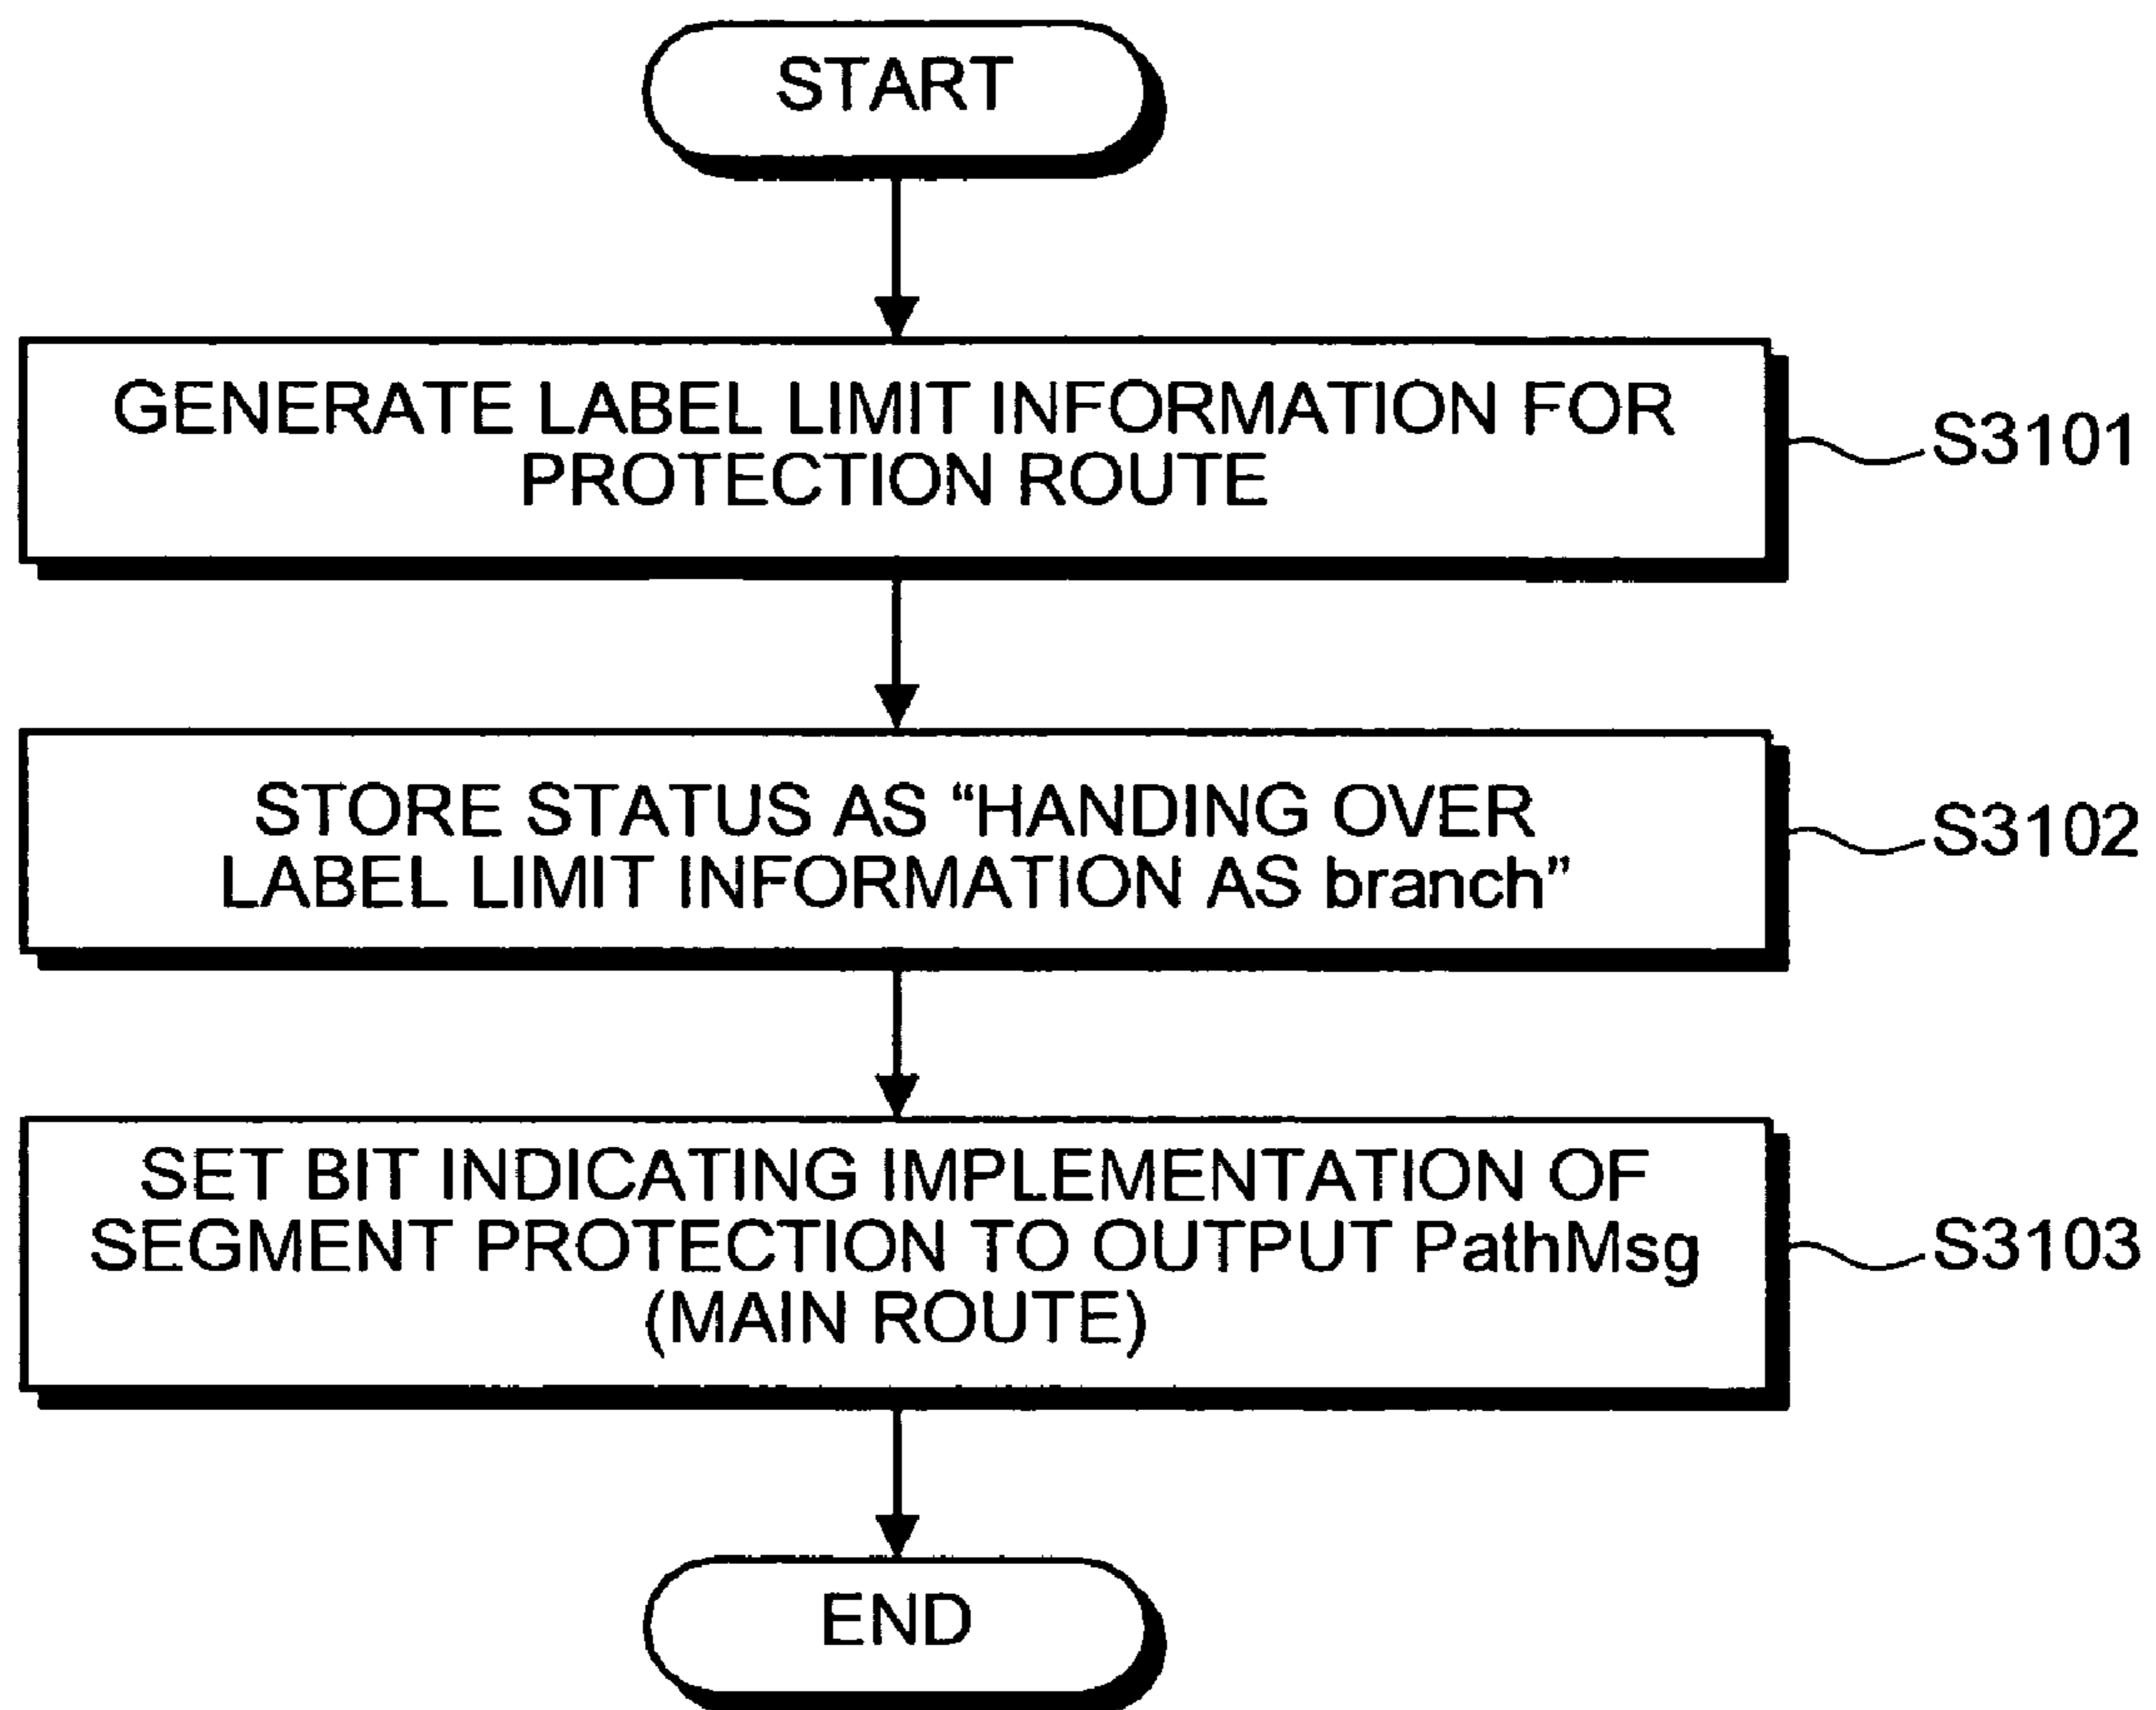 START
GENERATE LABEL LIMIT INFORMATION FOR
PROTECTION ROUTE
S3101
STORE STATUS AS “HANDING OVER
LABEL LIMIT INFORMATION AS branch”
S3102
SET BIT INDICATING IMPLEMENTATION OF
SEGMENT PROTECTION TO OUTPUT PathMsg
(MAIN ROUTE)
S3103
END